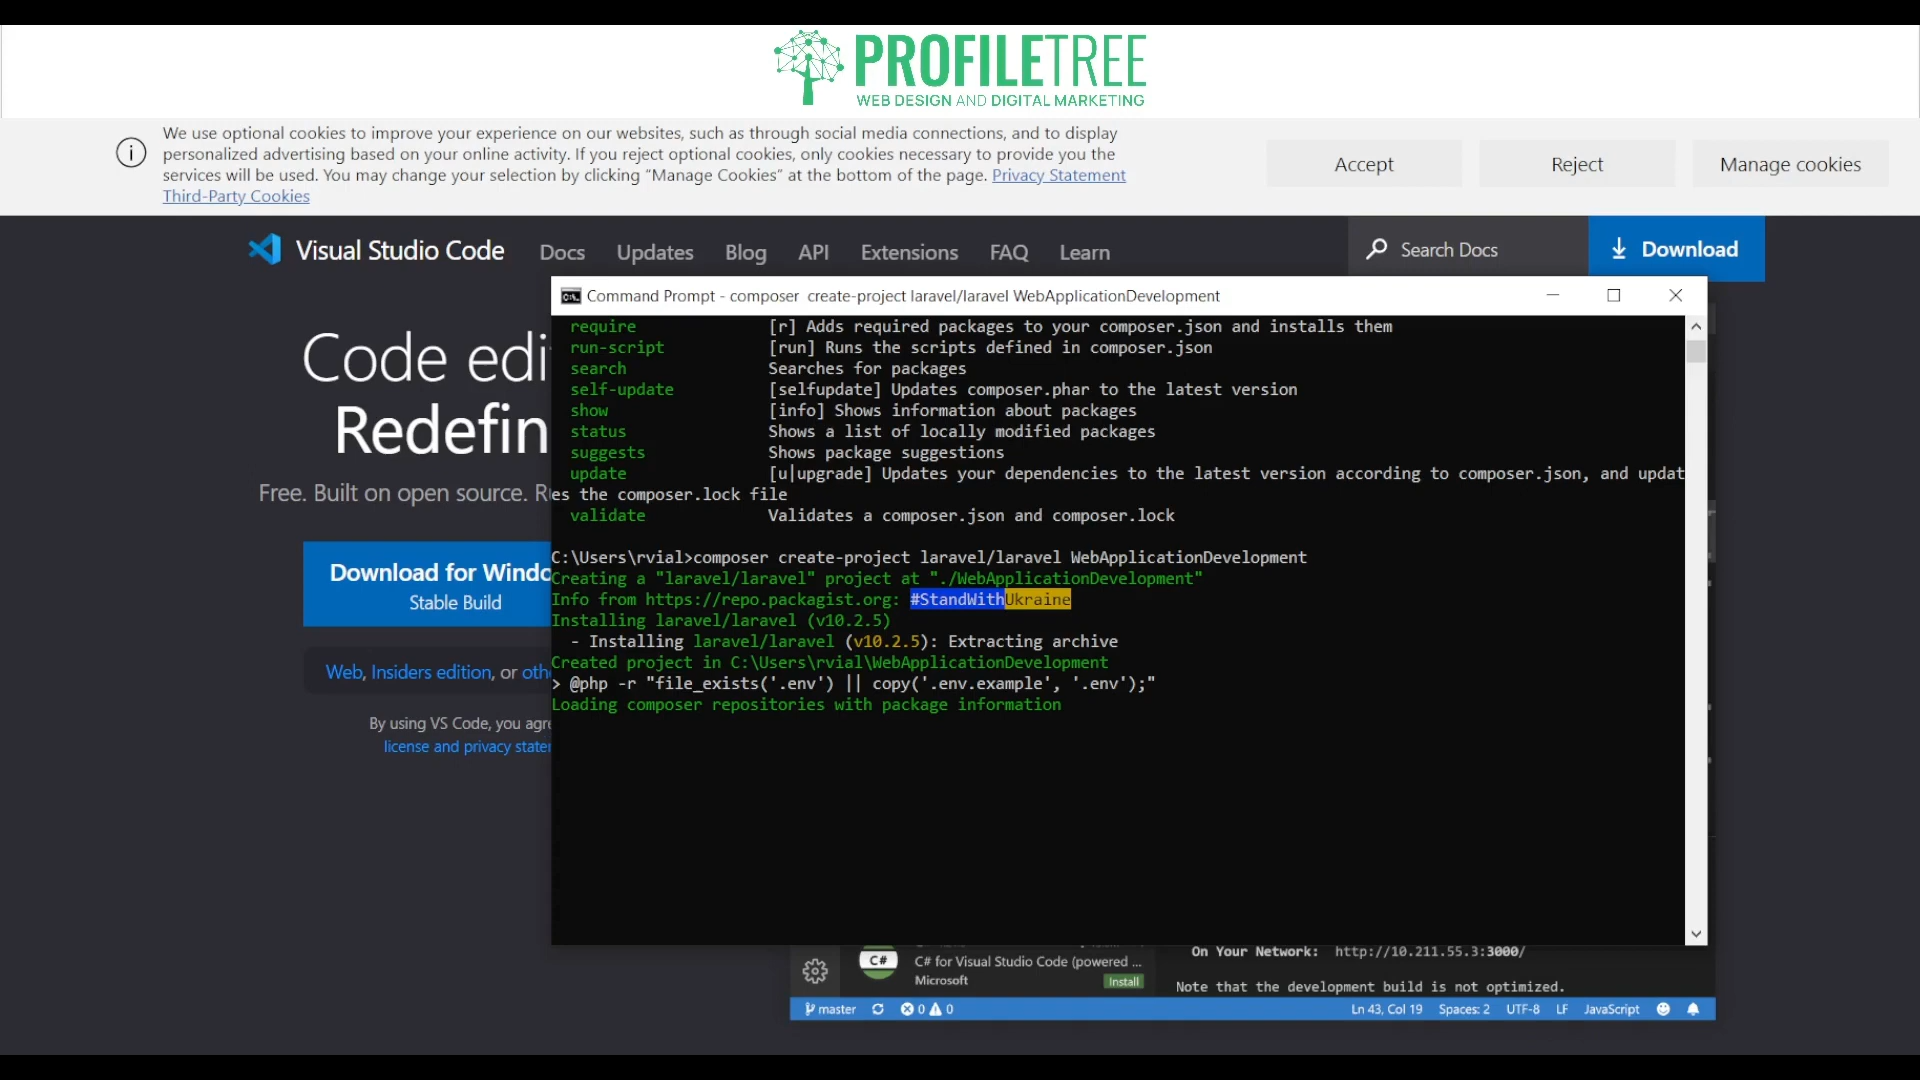 PROFILETREE
WEB DESIGN AND DIGITAL MARKETING
We use optional cookies to improve your experience on our websites, such as through social media connections, and to display
personalized advertising based on your online activity. If you reject optional cookies, only cookies necessary to provide you the
services will be used. You may change your selection by clicking "Manage Cookies" at the bottom of the page. Privacy Statement
Third-Party Cookies
Accept
Reject
Manage cookies
Visual Studio Code
Docs
Updates
Blog
API
Extensions
FAQ
Learn
Search Docs
Download
Code edi
Redefin
Free. Built on open source. R
Download for Windo
Stable Build
Web, Insiders edition, or oth
By using VS Code, you agre
license and privacy stater
Command Prompt - composer  create-project laravel/laravel WebApplicationDevelopment
require [r] Adds required packages to your composer.json and installs them
run-script [run] Runs the scripts defined in composer.json
search Searches for packages
self-update [selfupdate] Updates composer.phar to the latest version
show [info] Shows information about packages
status Shows a list of locally modified packages
suggests Shows package suggestions
update [u|upgrade] Updates your dependencies to the latest version according to composer.json, and updat
es the composer.lock file
validate Validates a composer.json and composer.lock
C:\Users\rvial>composer create-project laravel/laravel WebApplicationDevelopment
Creating a "laravel/laravel" project at "./WebApplicationDevelopment"
Info from https://repo.packagist.org: #StandWithUkraine
Installing laravel/laravel (v10.2.5)
- Installing laravel/laravel (v10.2.5): Extracting archive
Created project in C:\Users\rvial\WebApplicationDevelopment
> @php -r "file_exists('.env') || copy('.env.example', '.env');"
Loading composer repositories with package information
C#
C# for Visual Studio Code (powered ...
Microsoft
Install
On Your Network: http://10.211.55.3:3000/
Note that the development build is not optimized.
master
0
0
Ln 43, Col 19
Spaces: 2
UTF-8
LF
JavaScript